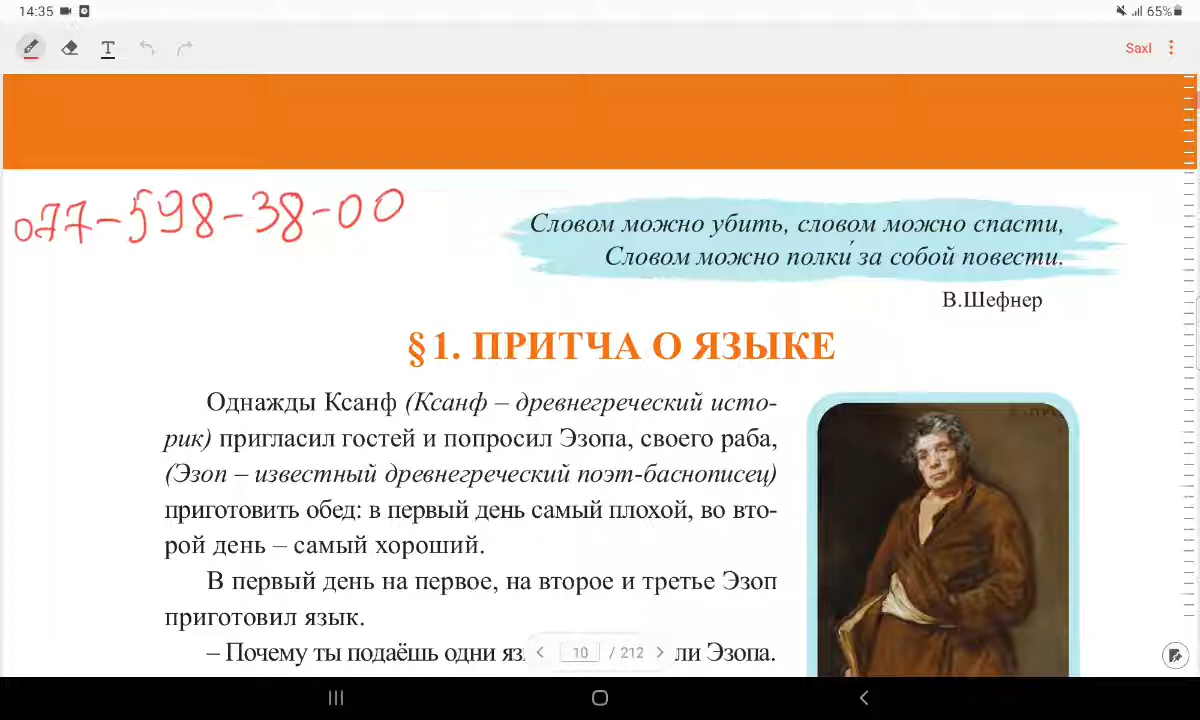 14:35
65%
T
Saxl
077-598-38-00
Словом можно убить, словом можно спасти,
Словом можно полки́ за собой повести.
В.Шефнер
§ 1. ПРИТЧА О ЯЗЫКЕ
Однажды Ксанф (Ксанф – древнегреческий исто-
рик) пригласил гостей и попросил Эзопа, своего раба,
(Эзоп – известный древнегреческий поэт-баснописец)
приготовить обед: в первый день самый плохой, во вто-
рой день – самый хороший.
В первый день на первое, на второе и третье Эзоп
приготовил язык.
– Почему ты подаёшь одни яз ли Эзопа.
10 / 212